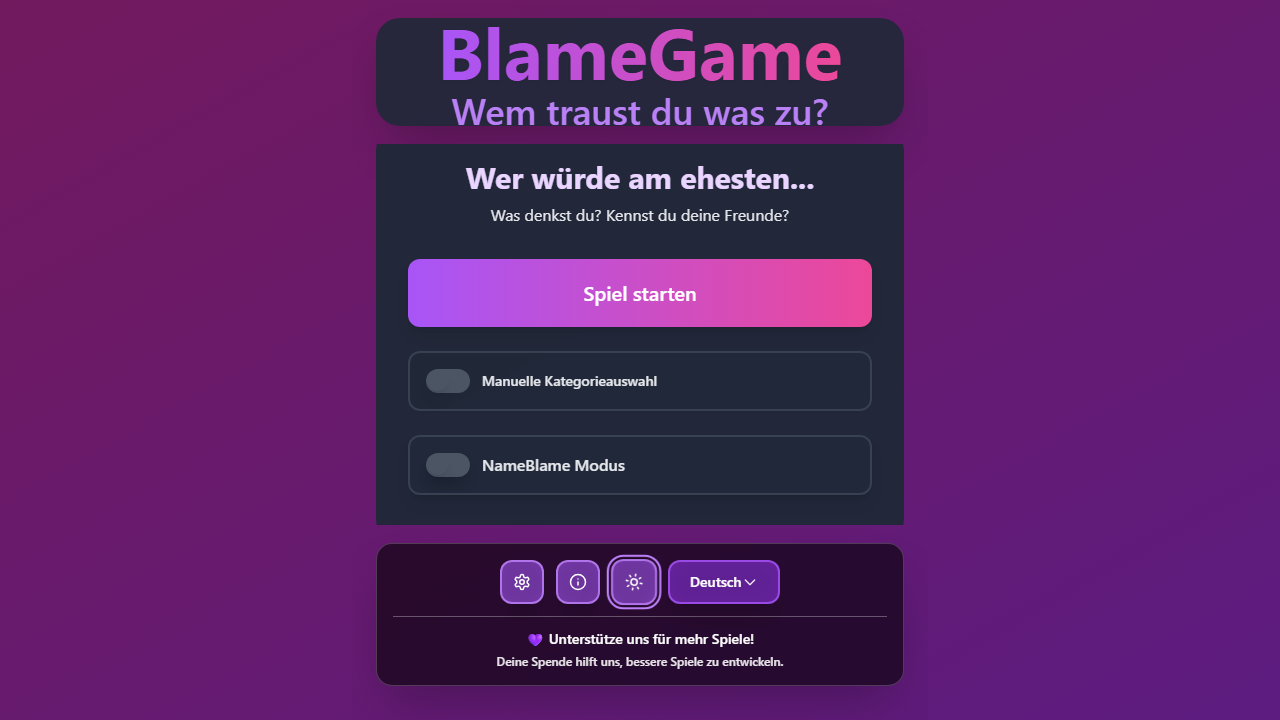 BlameGame
Wem traust du was zu?
Wer würde am ehesten...
Was denkst du? Kennst du deine Freunde?
Spiel starten
Manuelle Kategorieauswahl
NameBlame Modus
Deutsch
Unterstütze uns für mehr Spiele!
Deine Spende hilft uns, bessere Spiele zu entwickeln.